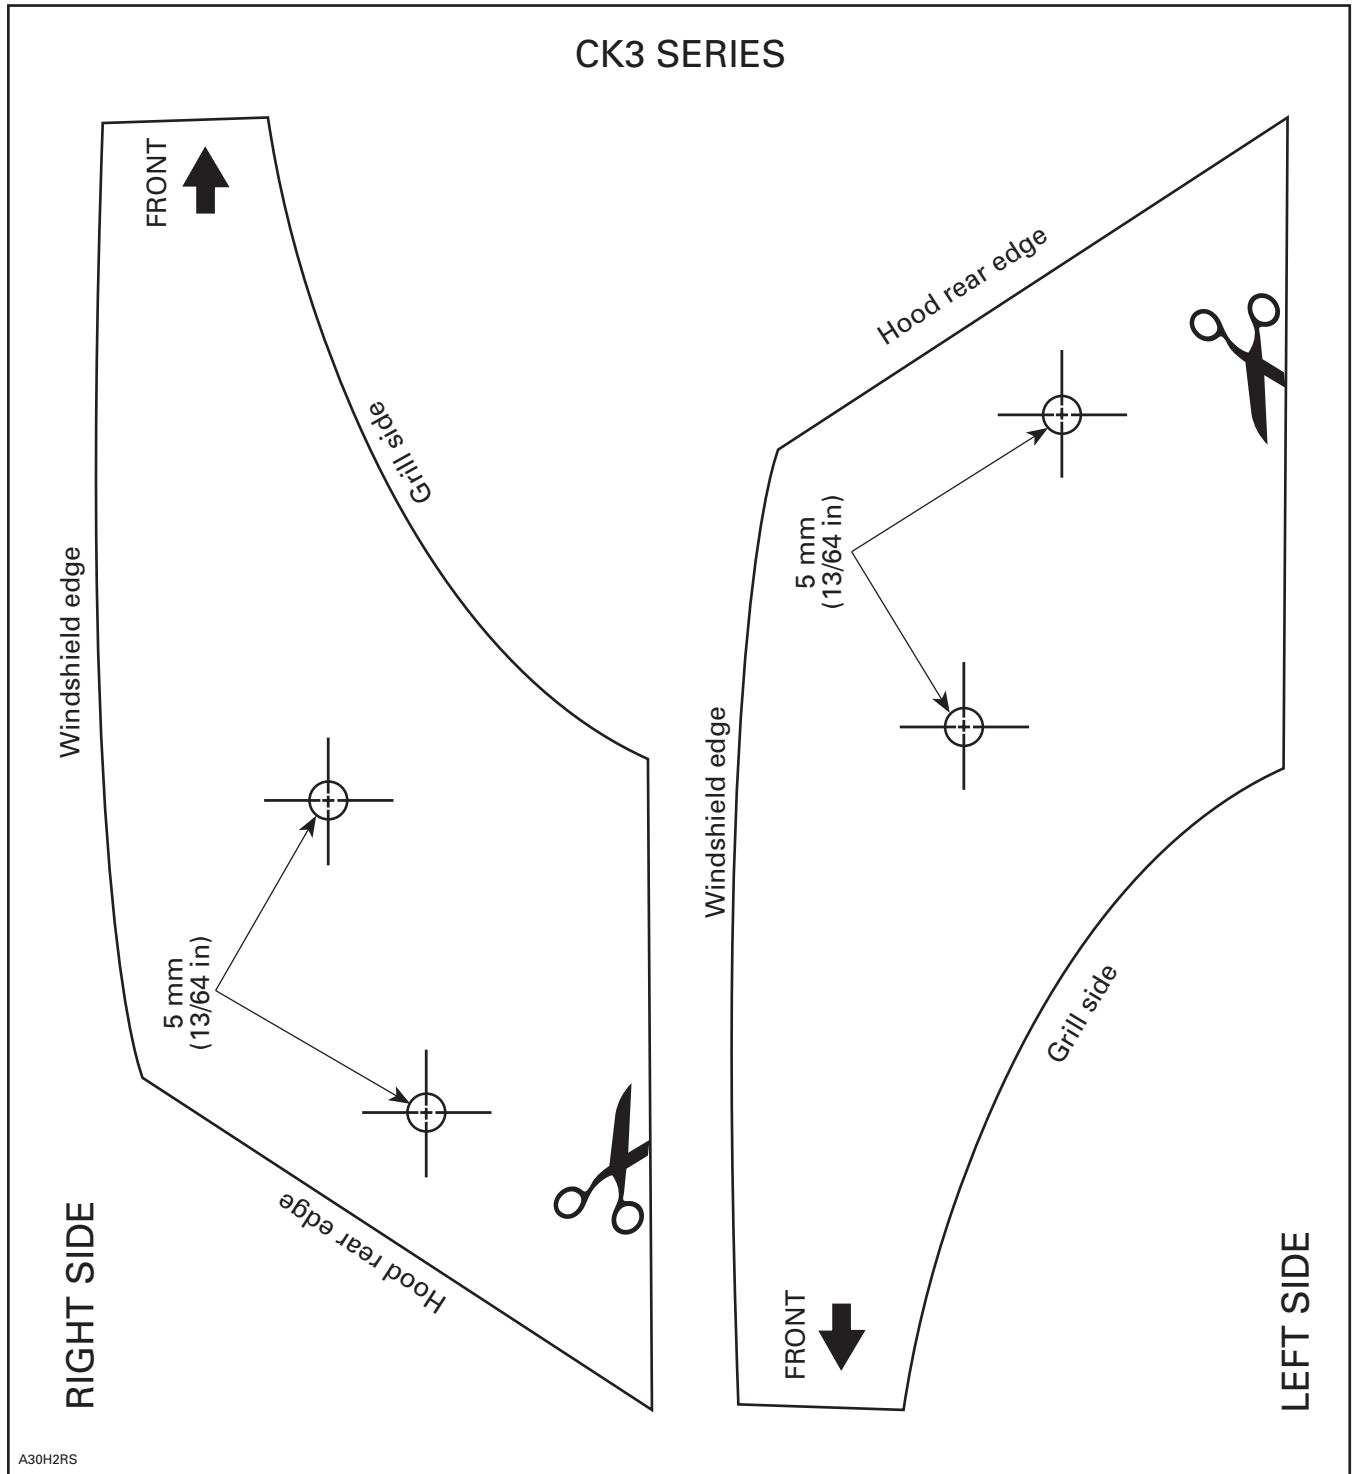 CK3 SERIES
FRONT
Grill side
Windshield edge
5 mm
(13/64 in)
Hood rear edge
RIGHT SIDE
Hood rear edge
5 mm
(13/64 in)
Windshield edge
Grill side
FRONT
LEFT SIDE
A30H2RS